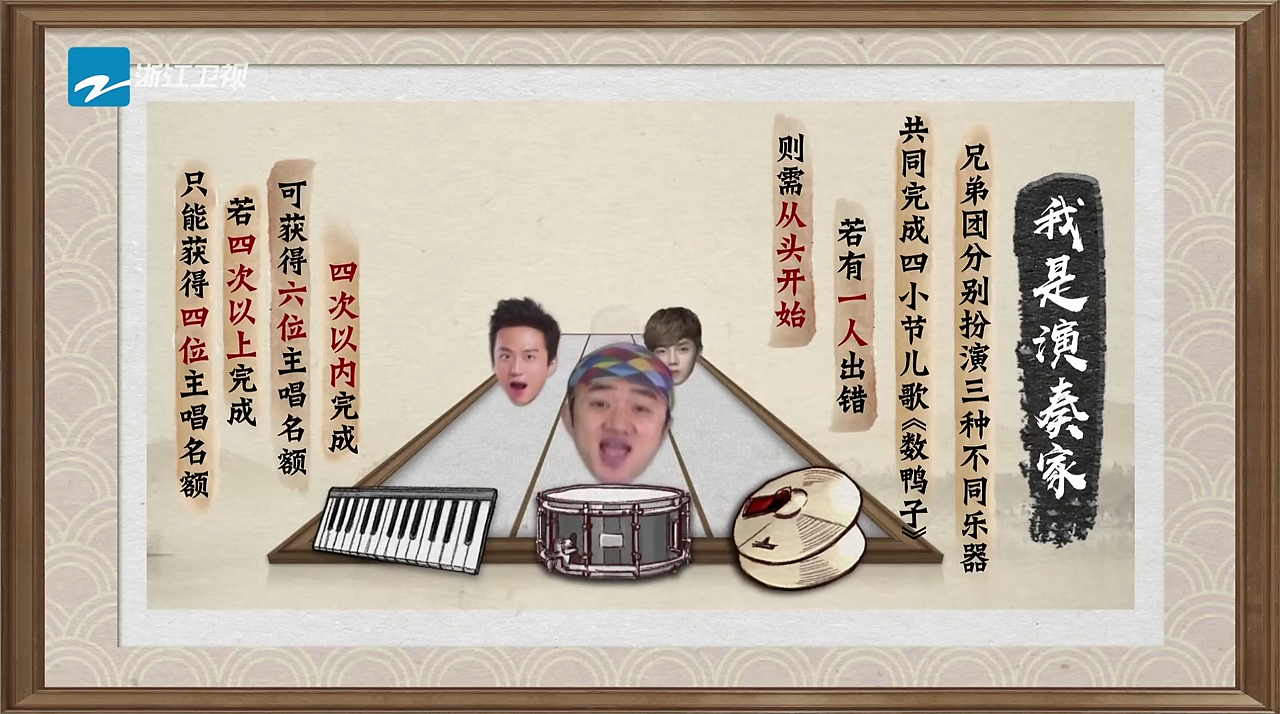 浙江卫视
我是演奏家
兄弟团分别扮演三种不同乐器
共同完成四小节儿歌《数鸭子》
若有一人出错
则需从头开始
四次以内完成
可获得六位主唱名额
若四次以上完成
只能获得四位主唱名额